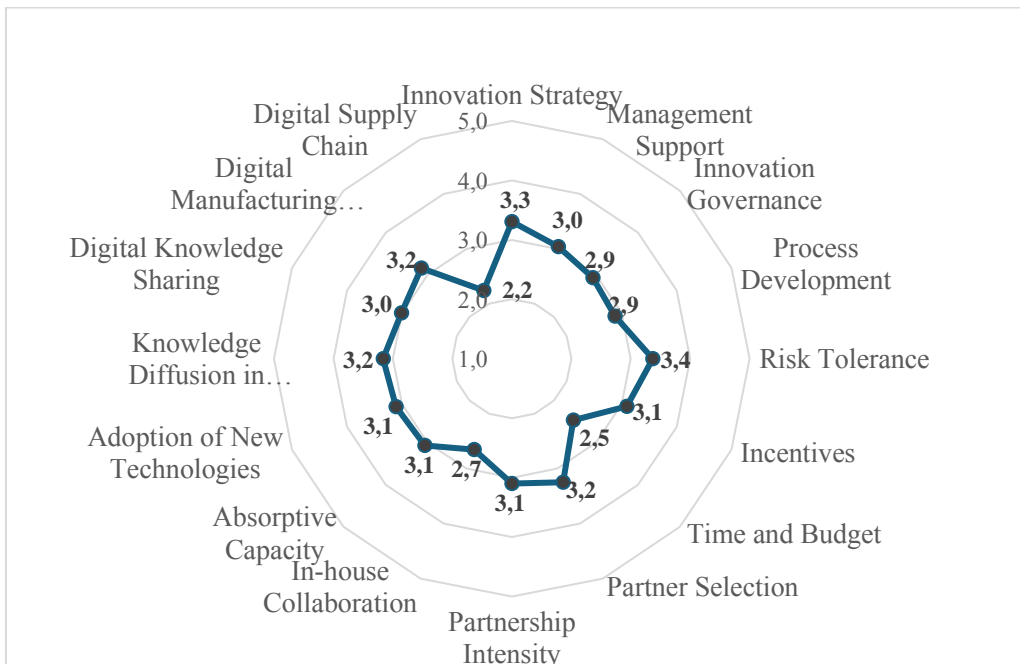 Innovation Strategy
Management
Support
Innovation
Governance
Process
Development
Risk Tolerance
Incentives
Time and Budget
Partner Selection
Partnership
Intensity
In-house
Collaboration
Absorptive
Capacity
Adoption of New
Technologies
Knowledge
Diffusion in…
Digital Knowledge
Sharing
Digital
Manufacturing…
Digital Supply
Chain
5,0
4,0
3,0
2,0
1,0
3,3
3,0
2,9
2,9
3,4
3,1
2,5
3,2
3,1
2,7
3,1
3,1
3,2
3,0
3,2
2,2